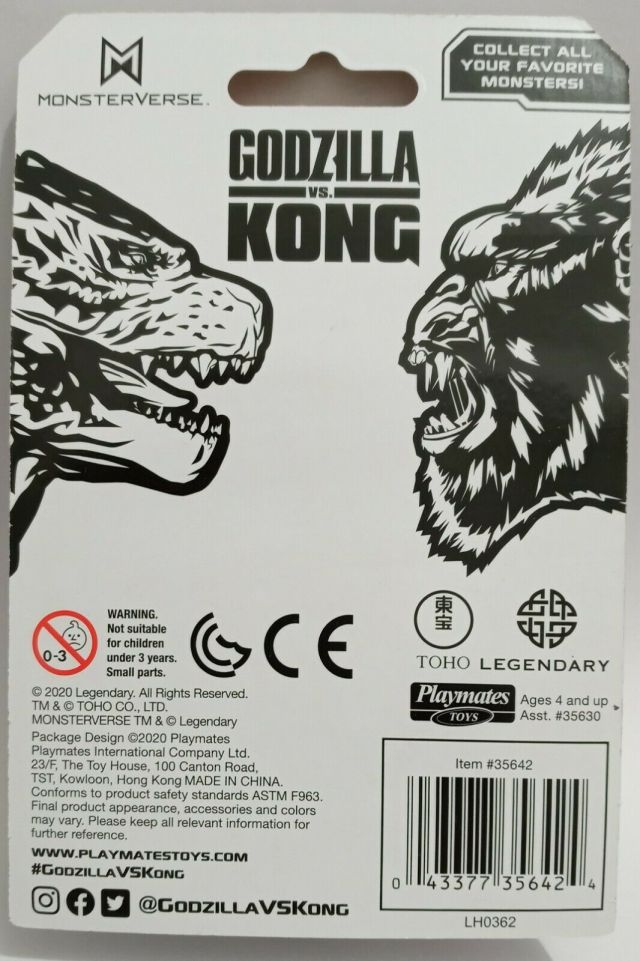 MONSTERVERSE.
COLLECT ALL
YOUR FAVORITE
MONSTERS!
GODZILLA
VS.
KONG
WARNING.
Not suitable
for children
under 3 years.
Small parts.
0-3
CE
東
宝
TOHO LEGENDARY
© 2020 Legendary. All Rights Reserved.
TM & © TOHO CO., LTD.
MONSTERVERSE TM & © Legendary
Package Design ©2020 Playmates
Playmates International Company Ltd.
23/F, The Toy House, 100 Canton Road,
TST, Kowloon, Hong Kong MADE IN CHINA.
Conforms to product safety standards ASTM F963.
Final product appearance, accessories and colors
may vary. Please keep all relevant information for
further reference.
WWW.PLAYMATESTOYS.COM
#GODZILLAVSKONG
@GODZILLAVSKONG
Playmates
TOYS
Ages 4 and up
Asst. #35630
Item #35642
0 43377 35642 4
LH0362